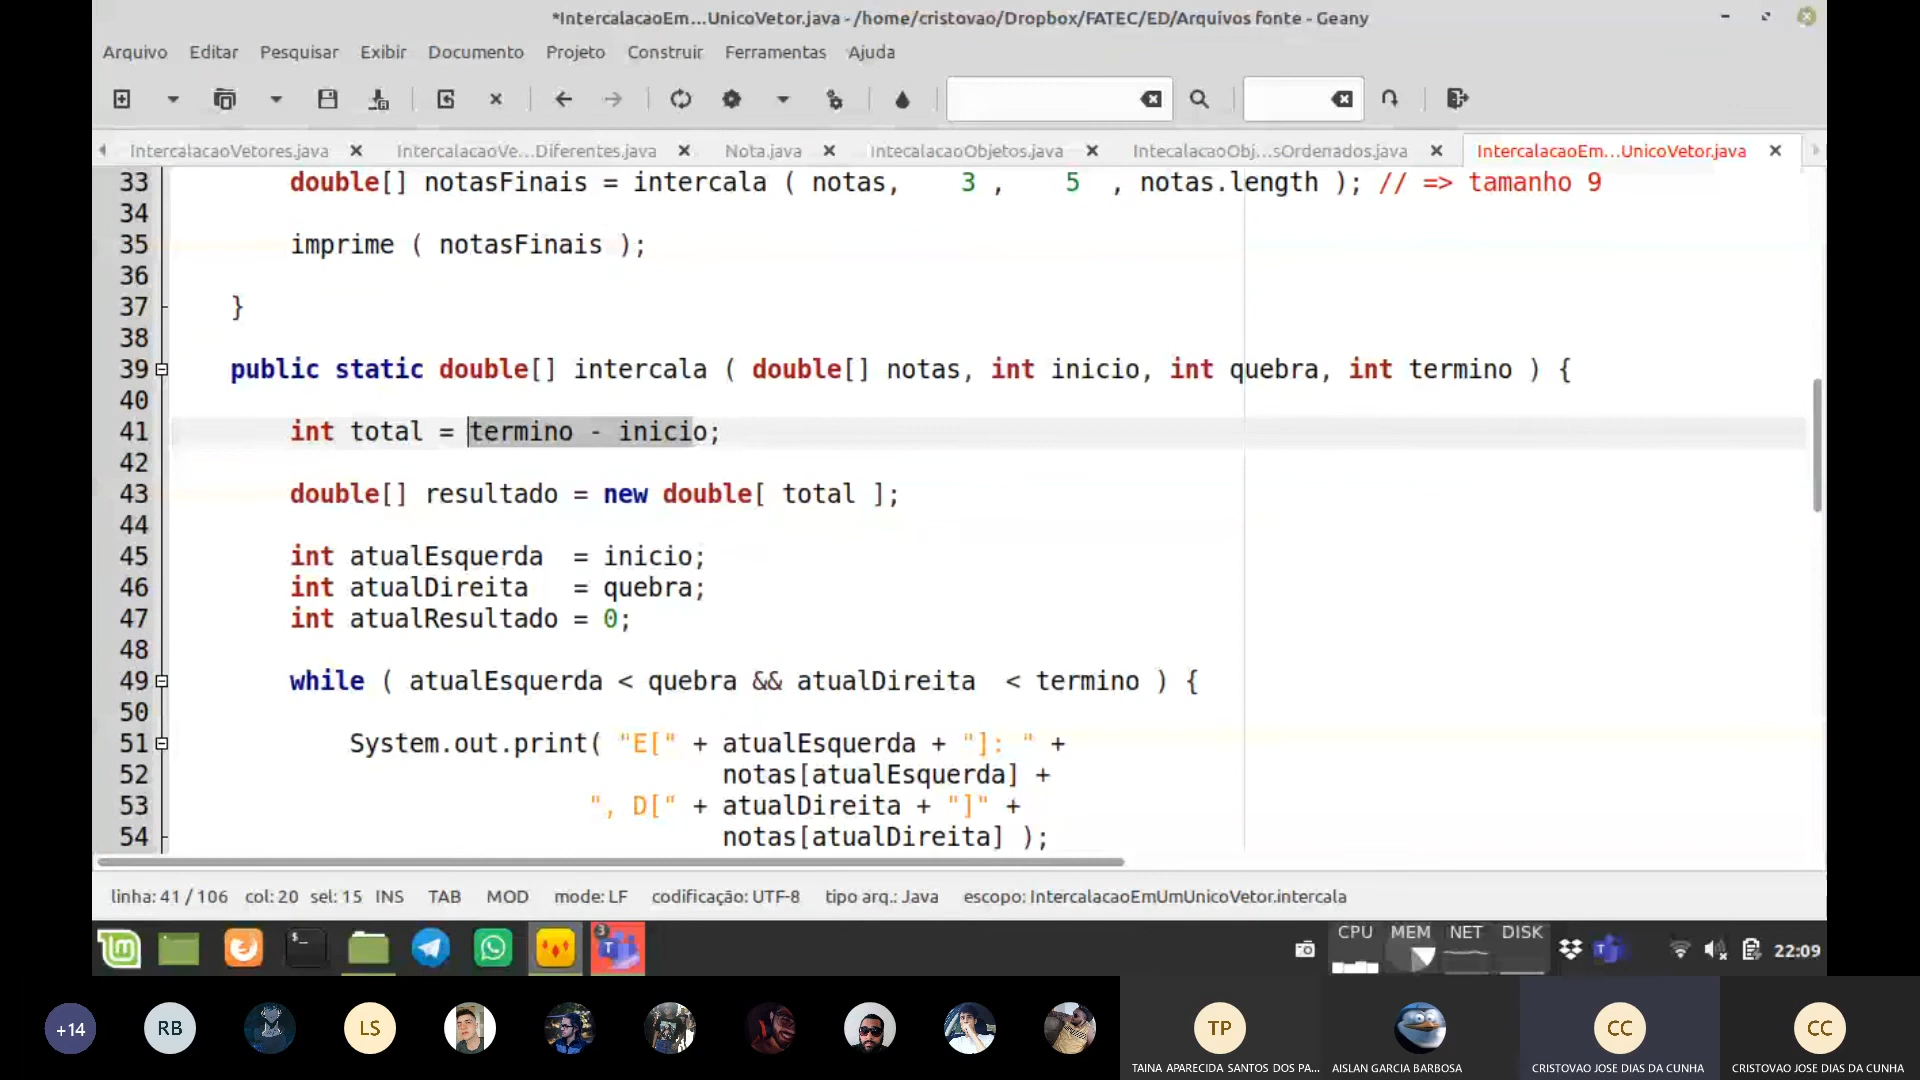 *IntercalacaoEm...UnicoVetor.java - /home/cristovao/Dropbox/FATEC/ED/Arquivos fonte - Geany
Arquivo Editar Pesquisar Exibir Documento Projeto Construir Ferramentas Ajuda
IntercalacaoVetores.java IntercalacaoVe...Diferentes.java Nota.java IntecalacaoObjetos.java IntecalacaoObj...sOrdenados.java IntercalacaoEm...UnicoVetor.java
33 double[] notasFinais = intercala ( notas, 3 , 5 , notas.length ); // => tamanho 9
34
35 imprime ( notasFinais );
36
37 }
38
39 public static double[] intercala ( double[] notas, int inicio, int quebra, int termino ) {
40
41 int total = termino - inicio;
42
43 double[] resultado = new double[ total ];
44
45 int atualEsquerda = inicio;
46 int atualDireita = quebra;
47 int atualResultado = 0;
48
49 while ( atualEsquerda < quebra && atualDireita < termino ) {
50
51 System.out.print( "E[" + atualEsquerda + "]: " +
52 notas[atualEsquerda] +
53 ", D[" + atualDireita + "]" +
54 notas[atualDireita] );
linha: 41 / 106 col: 20 sel: 15 INS TAB MOD mode: LF codificação: UTF-8 tipo arq.: Java escopo: IntercalacaoEmUmUnicoVetor.intercala
3 CPU MEM NET DISK 22:09
+14 RB LS TP CC CC
TAINA APARECIDA SANTOS DOS PA... AISLAN GARCIA BARBOSA CRISTOVAO JOSE DIAS DA CUNHA CRISTOVAO JOSE DIAS DA CUNHA